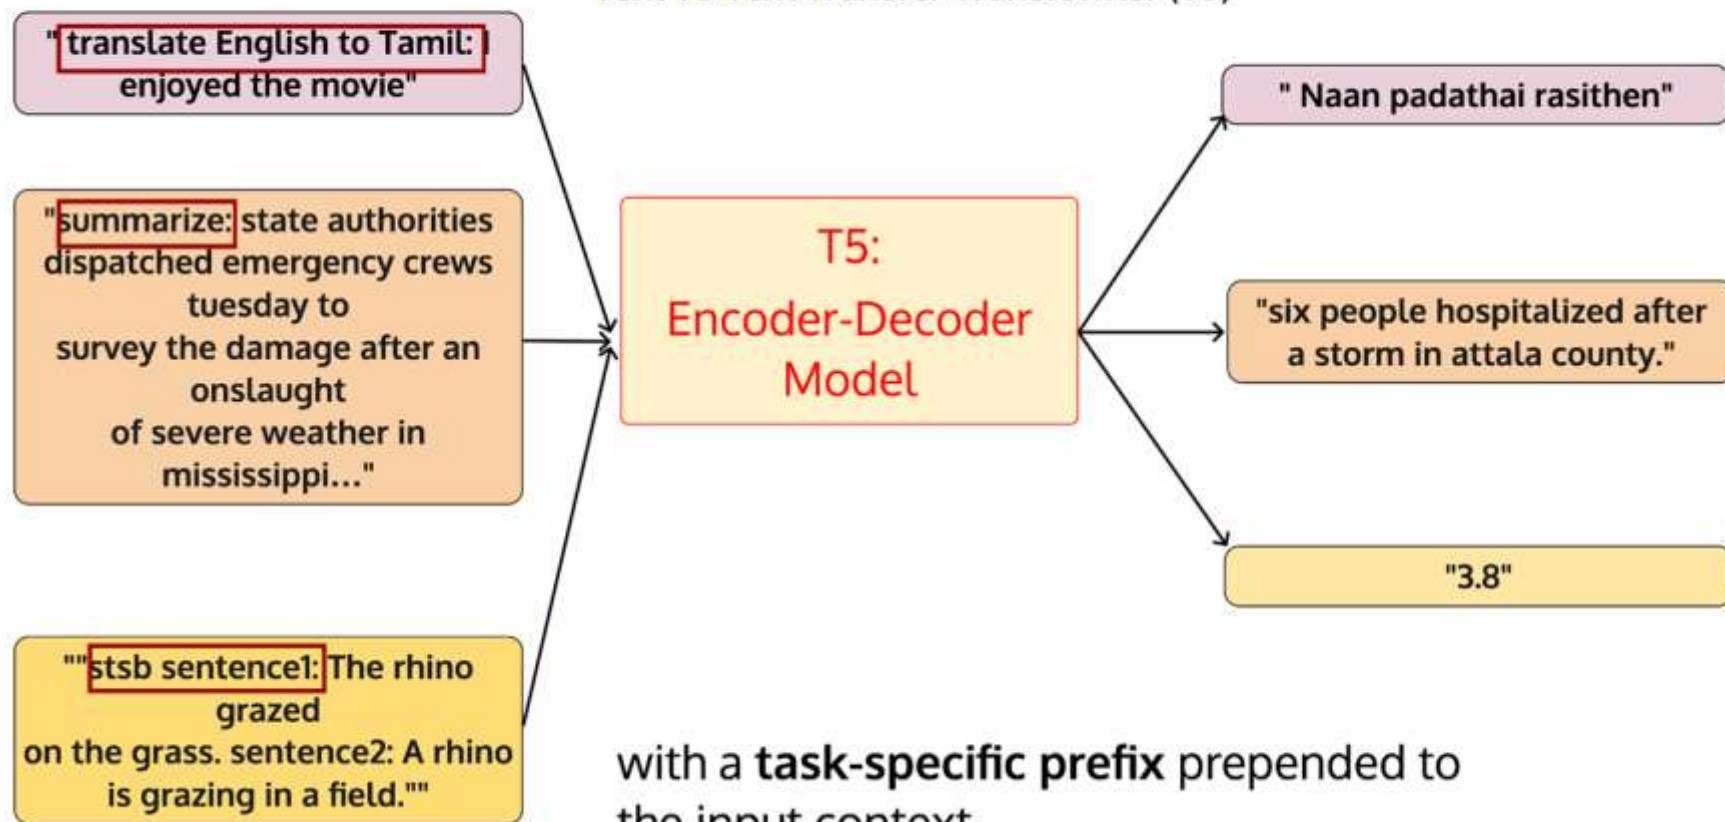 " translate English to Tamil: I
enjoyed the movie"
"summarize: state authorities
dispatched emergency crews
tuesday to
survey the damage after an
onslaught
of severe weather in
mississippi..."
""stsb sentence1: The rhino
grazed
on the grass. sentence2: A rhino
is grazing in a field.""
T5:
Encoder-Decoder
Model
" Naan padathai rasithen"
"six people hospitalized after
a storm in attala county."
"3.8"
with a task-specific prefix prepended to
the input context